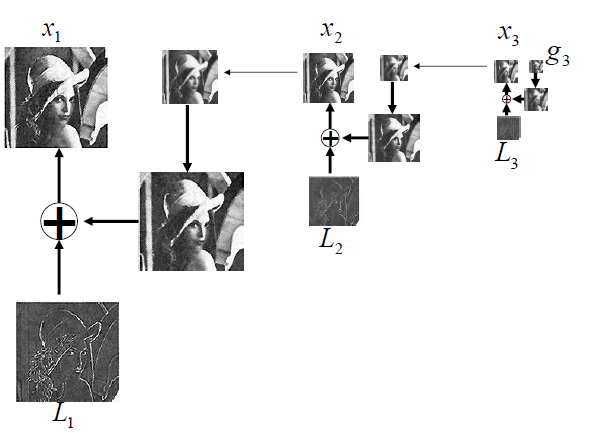 x₁
x₂
x₃
g₃
L₃
L₂
L₁